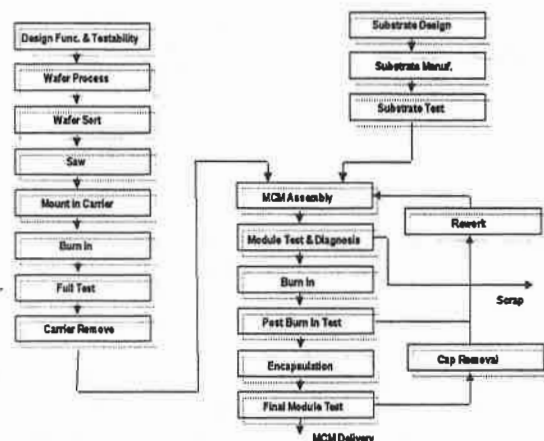 Design Func. & Testability
Wafer Process
Wafer Sort
Saw
Mount in Carrier
Burn In
Full Test
Carrier Remove
Substrate Design
Substrate Manuf.
Substrate Test
MCM Assembly
Module Test & Diagnosis
Burn In
Post Burn In Test
Encapsulation
Final Module Test
MCM Delivery
Rework
Scrap
Cap Removal